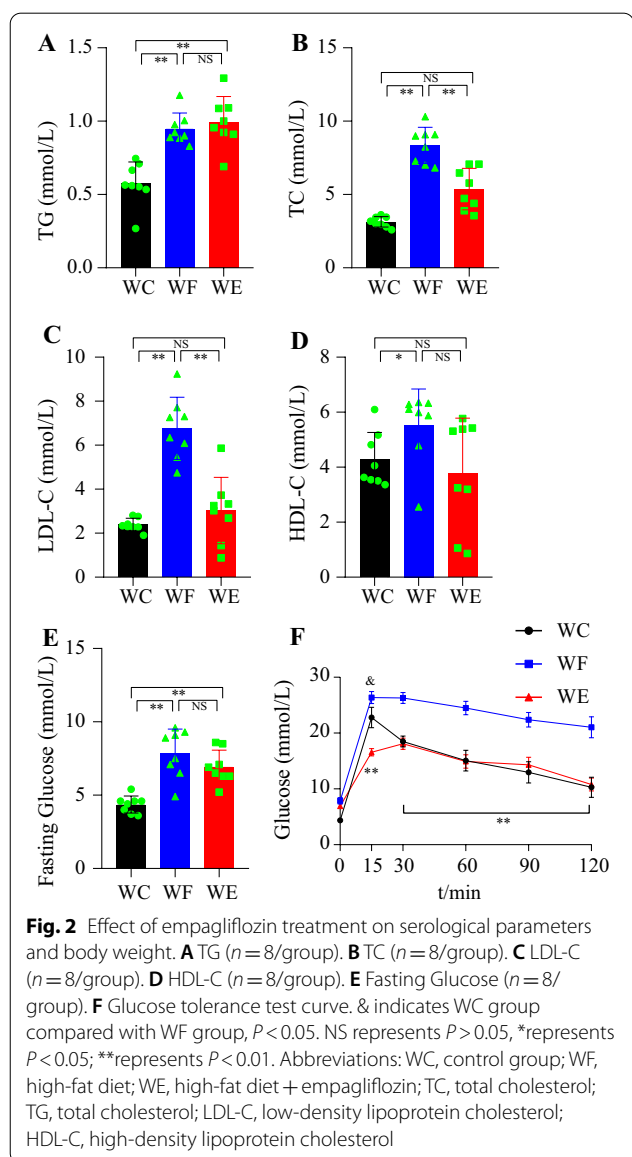 A
B
**
**
NS
1.5
1.0
0.5
0.0
TG (mmol/L)
WC WF WE
NS
**
**
15
10
5
0
TC (mmol/L)
WC WF WE
C
D
NS
**
**
10
8
6
4
2
0
LDL-C (mmol/L)
WC WF WE
NS
*
NS
8
6
4
2
0
HDL-C (mmol/L)
WC WF WE
E
**
**
NS
15
10
5
0
Fasting Glucose (mmol/L)
WC WF WE
F
WC
WF
WE
30
20
10
0
Glucose (mmol/L)
&
**
**
0 15 30 60 90 120
t/min
Fig. 2 Effect of empagliflozin treatment on serological parameters
and body weight. A TG (n = 8/group). B TC (n = 8/group). C LDL-C
(n = 8/group). D HDL-C (n = 8/group). E Fasting Glucose (n = 8/
group). F Glucose tolerance test curve. & indicates WC group
compared with WF group, P < 0.05. NS represents P > 0.05, *represents
P < 0.05; **represents P < 0.01. Abbreviations: WC, control group; WF,
high-fat diet; WE, high-fat diet + empagliflozin; TC, total cholesterol;
TG, total cholesterol; LDL-C, low-density lipoprotein cholesterol;
HDL-C, high-density lipoprotein cholesterol